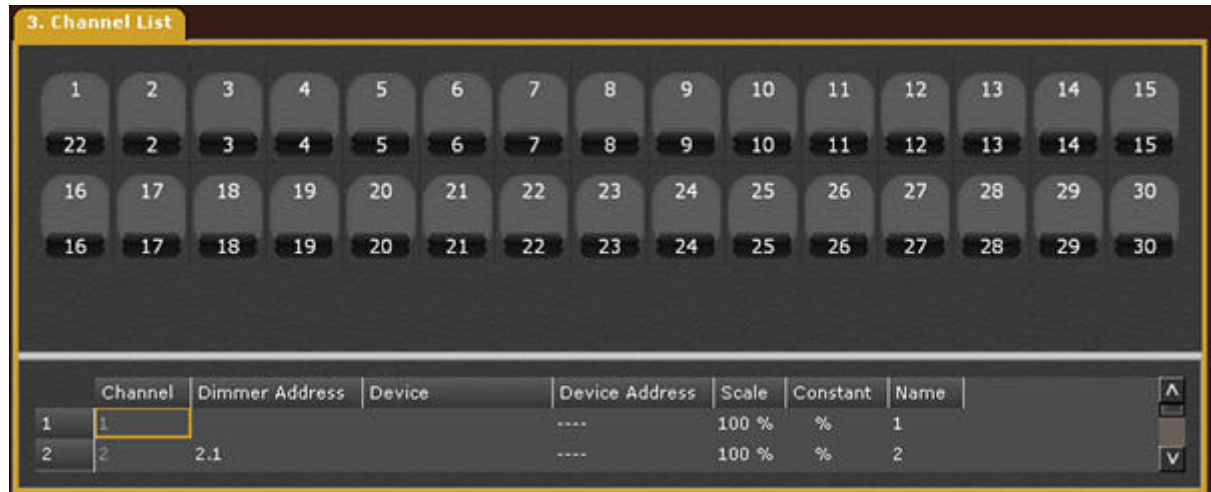 3. Channel List
1 2 3 4 5 6 7 8 9 10 11 12 13 14 15
22 2 3 4 5 6 7 8 9 10 11 12 13 14 15
16 17 18 19 20 21 22 23 24 25 26 27 28 29 30
16 17 18 19 20 21 22 23 24 25 26 27 28 29 30
Channel Dimmer Address Device Device Address Scale Constant Name
1 1 ---- 100 % % 1
2 2 2.1 ---- 100 % % 2